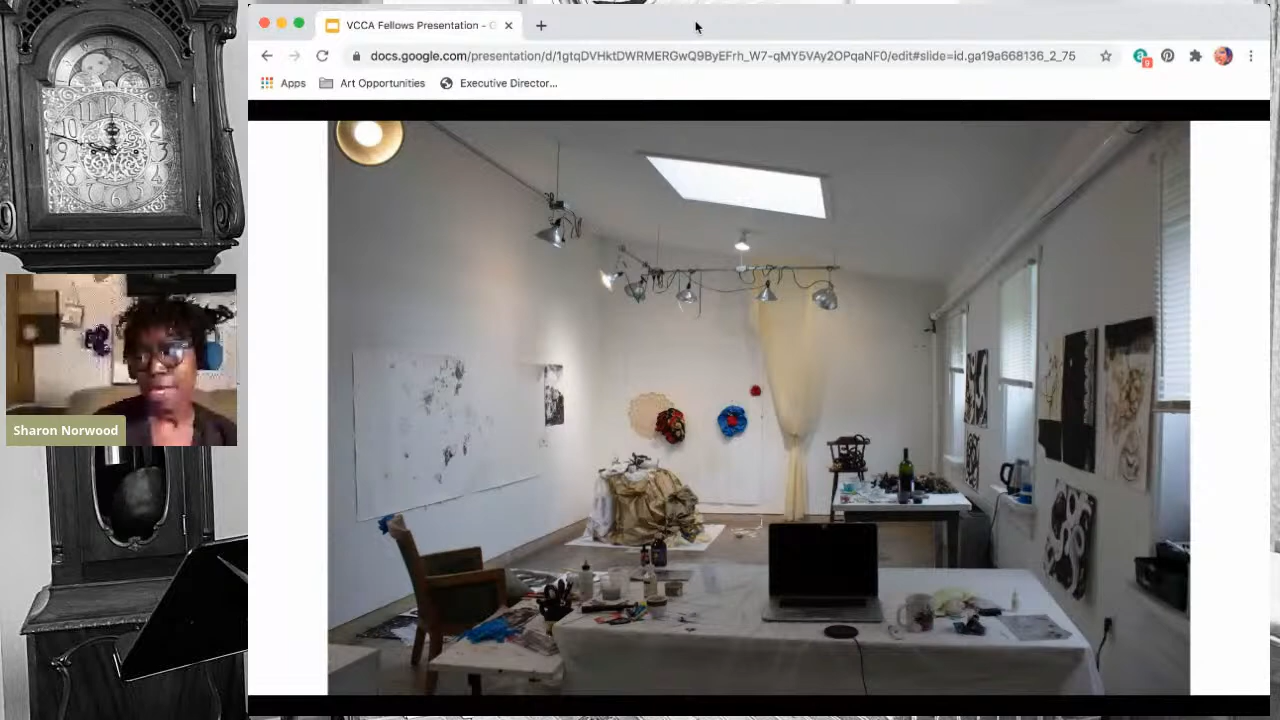 VCCA Fellows Presentation - G
docs.google.com/presentation/d/1gtqDVHktDWRMERGwQ9ByEFrh_W7-qMY5VAy2OPqaNF0/edit#slide=id.ga19a668136_2_75
Apps
Art Opportunities
Executive Director...
Sharon Norwood